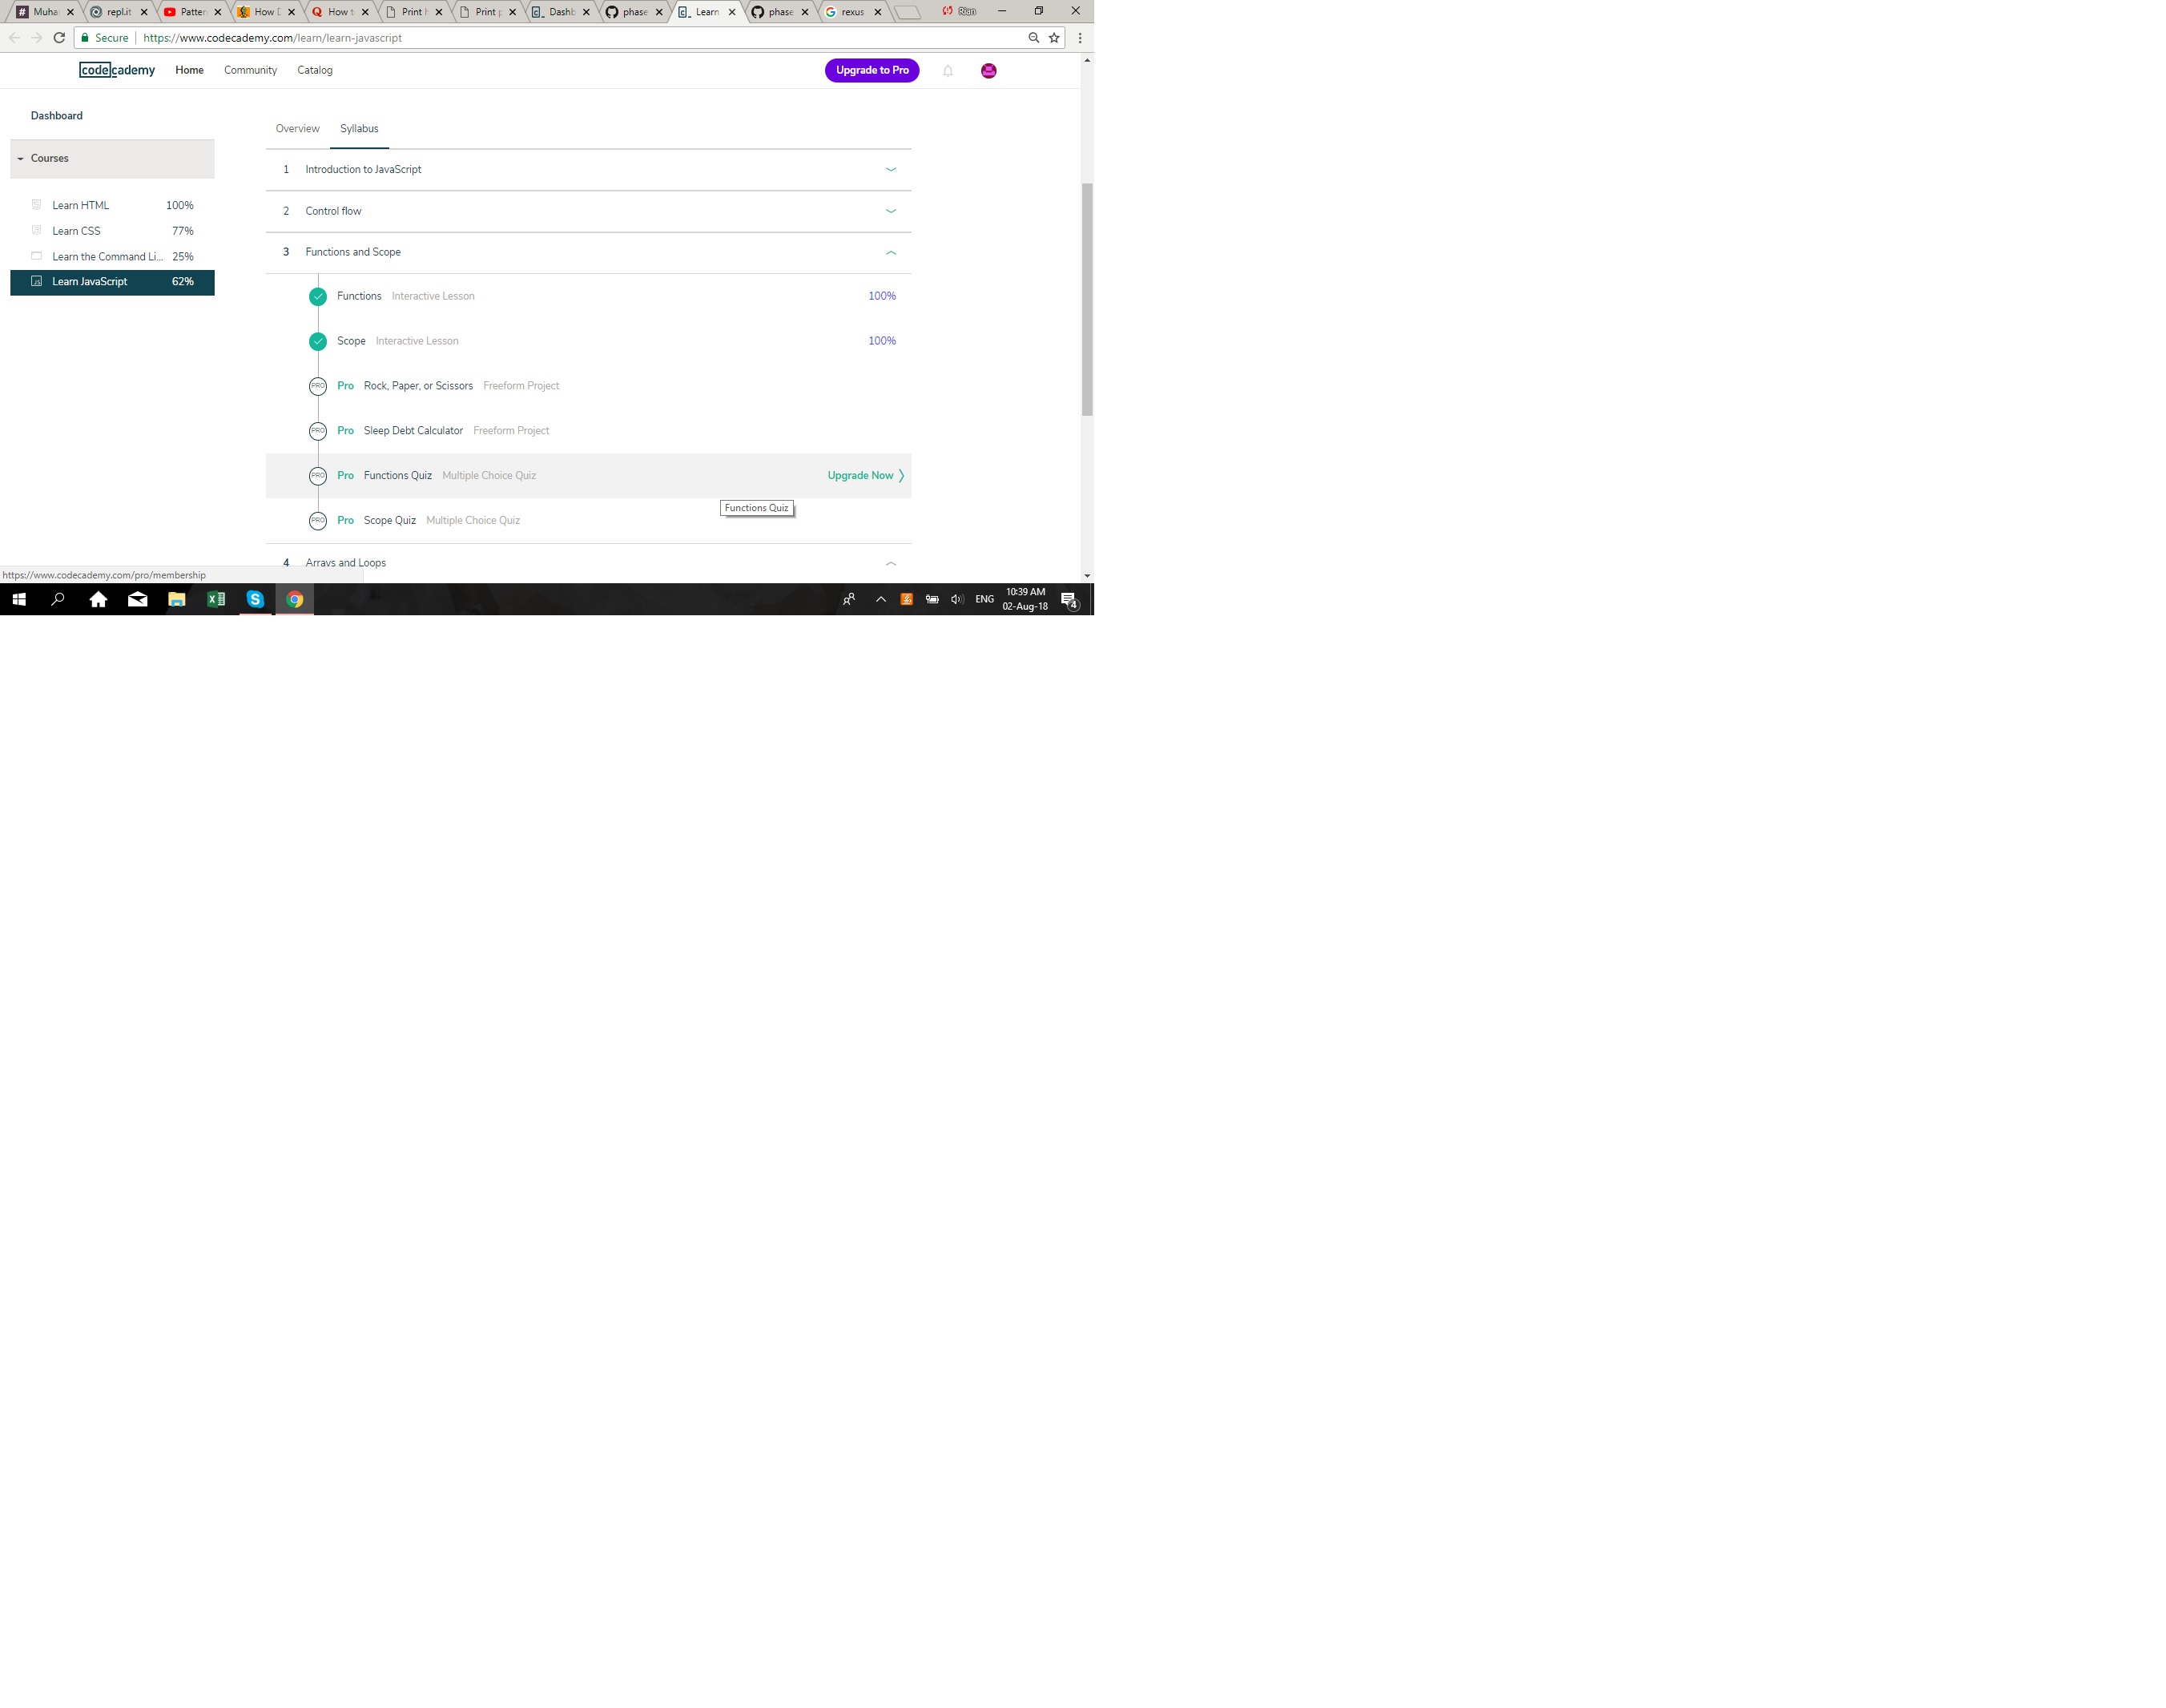 # Muha repl.it Patter How D How t Print h Print p Dashb phase Learn phase rexus Rian
Secure https://www.codecademy.com/learn/learn-javascript
codecademy Home Community Catalog Upgrade to Pro
Dashboard
Overview Syllabus
Courses
1 Introduction to JavaScript
Learn HTML 100%
2 Control flow
Learn CSS 77%
3 Functions and Scope
Learn the Command Li... 25%
Learn JavaScript 62%
Functions Interactive Lesson 100%
Scope Interactive Lesson 100%
PRO Pro Rock, Paper, or Scissors Freeform Project
PRO Pro Sleep Debt Calculator Freeform Project
PRO Pro Functions Quiz Multiple Choice Quiz Upgrade Now
Functions Quiz
PRO Pro Scope Quiz Multiple Choice Quiz
4 Arrays and Loops
https://www.codecademy.com/pro/membership
ENG 10:39 AM
02-Aug-18 4